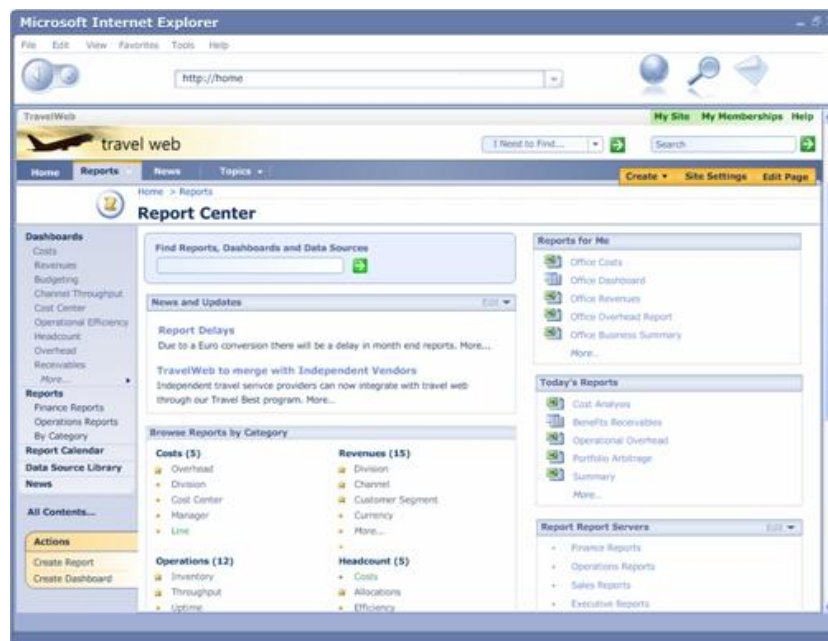 Microsoft Internet Explorer
File Edit View Favorites Tools Help
http://home
TravelWeb
My Site My Memberships Help
travel web
I Need to Find...
Search
Home Reports News Topics
Create Site Settings Edit Page
Home > Reports
Report Center
Dashboards
Costs
Revenues
Budgeting
Channel Throughput
Cost Center
Operational Efficiency
Headcount
Overhead
Receivables
More...
Reports
Finance Reports
Operations Reports
By Category
Report Calendar
Data Source Library
News
All Contents...
Actions
Create Report
Create Dashboard
Find Reports, Dashboards and Data Sources
News and Updates
Edit
Report Delays
Due to a Euro conversion there will be a delay in month end reports. More...
TravelWeb to merge with Independent Vendors
Independent travel serivce providers can now integrate with travel web
through our Travel Best program. More...
Browse Reports by Category
Costs (5)
Overhead
Division
Cost Center
Manager
Line
Revenues (15)
Division
Channel
Customer Segment
Currency
More...
Operations (12)
Inventory
Throughput
Uptime
Headcount (5)
Costs
Allocations
Efficiency
Reports for Me
Office Costs
Office Dashboard
Office Revenues
Office Overhead Report
Office Business Summary
More...
Today's Reports
Cost Analysis
Benefits Receivables
Operational Overhead
Portfolio Arbitrage
Summary
More...
Report Report Servers
Edit
Finance Reports
Operations Reports
Sales Reports
Executive Reports